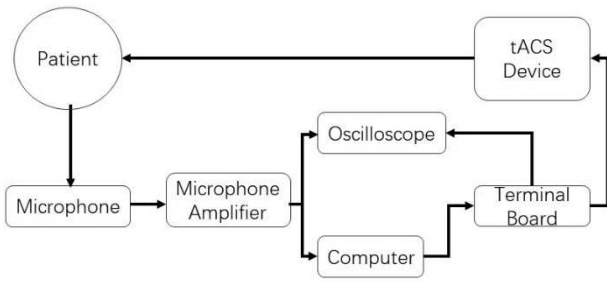 Patient
tACS
Device
Oscilloscope
Microphone
Microphone
Amplifier
Terminal
Board
Computer